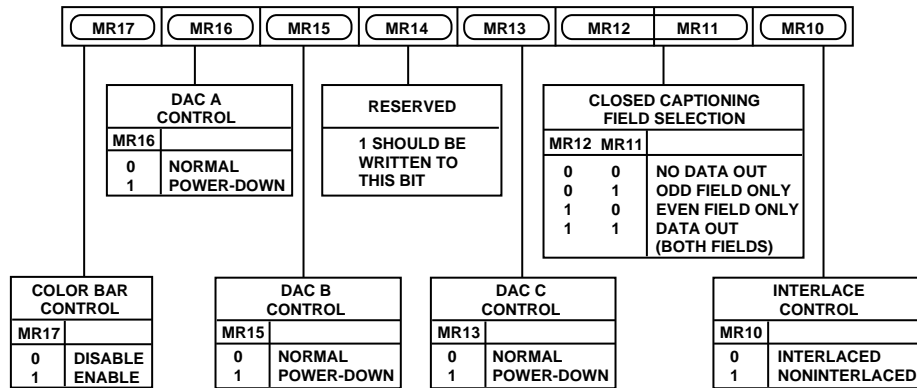 MR17 MR16 MR15 MR14 MR13 MR12 MR11 MR10
DAC A
CONTROL
MR16
0 NORMAL
1 POWER-DOWN
RESERVED
1 SHOULD BE
WRITTEN TO
THIS BIT
CLOSED CAPTIONING
FIELD SELECTION
MR12 MR11
0 0 NO DATA OUT
0 1 ODD FIELD ONLY
1 0 EVEN FIELD ONLY
1 1 DATA OUT
(BOTH FIELDS)
COLOR BAR
CONTROL
MR17
0 DISABLE
1 ENABLE
DAC B
CONTROL
MR15
0 NORMAL
1 POWER-DOWN
DAC C
CONTROL
MR13
0 NORMAL
1 POWER-DOWN
INTERLACE
CONTROL
MR10
0 INTERLACED
1 NONINTERLACED